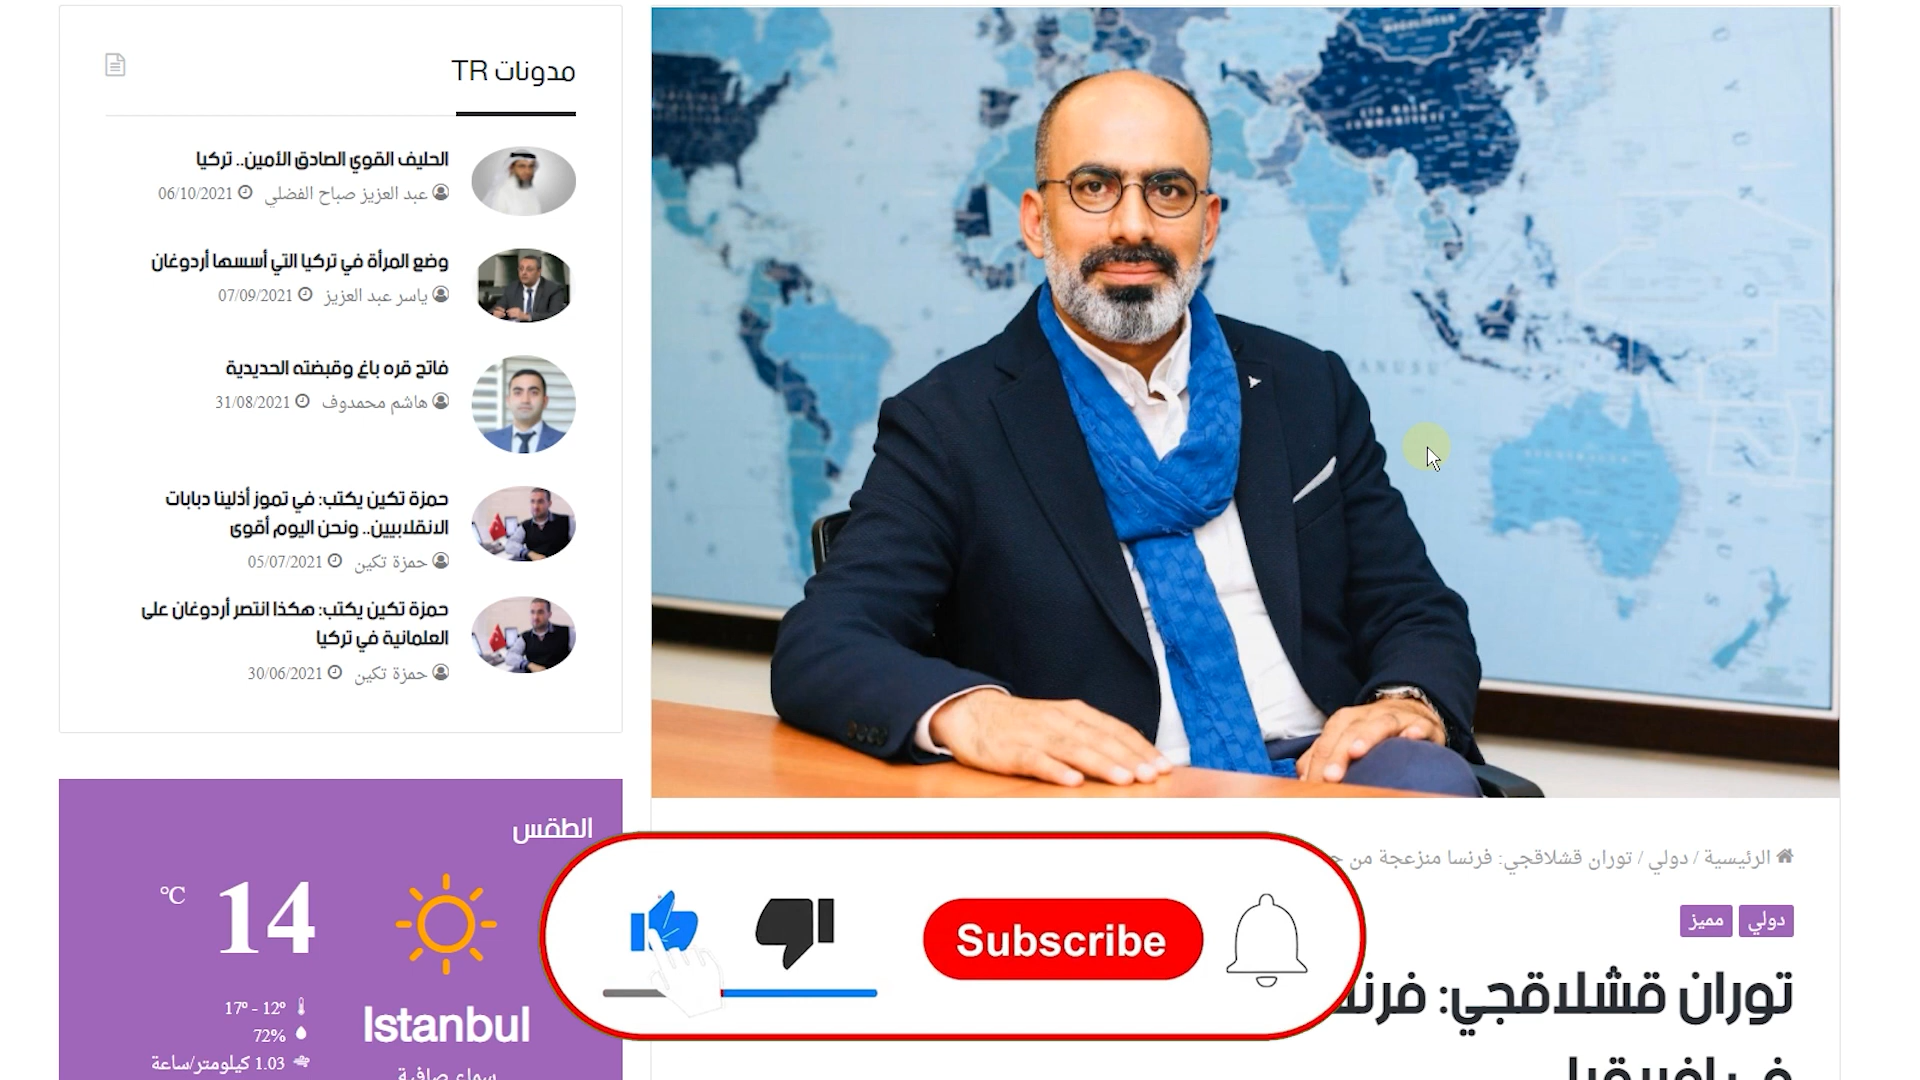 مدونات TR
الحليف القوي الصادق الأمين.. تركيا
عبد العزيز صباح الفضلي 06/10/2021
وضع المرأة في تركيا التي أسسها أردوغان
ياسر عبد العزيز 07/09/2021
فاتح قره باغ وقبضته الحديدية
هاشم محمدوف 31/08/2021
حمزة تكين يكتب: في تموز أذلينا دبابات
الانقلابيين.. ونحن اليوم أقوى
حمزة تكين 05/07/2021
حمزة تكين يكتب: هكذا انتصر أردوغان على
العلمانية في تركيا
حمزة تكين 30/06/2021
الطقس
14 ℃
Istanbul
17º - 12º
72%
1.03 كيلومتر/ساعة
سماء صافية
الرئيسية / دولي / توران قشلاقجي: فرنسا منزعجة من
دولي مميز
توران قشلاقجي: فرنسا
في إفريقيا
Subscribe